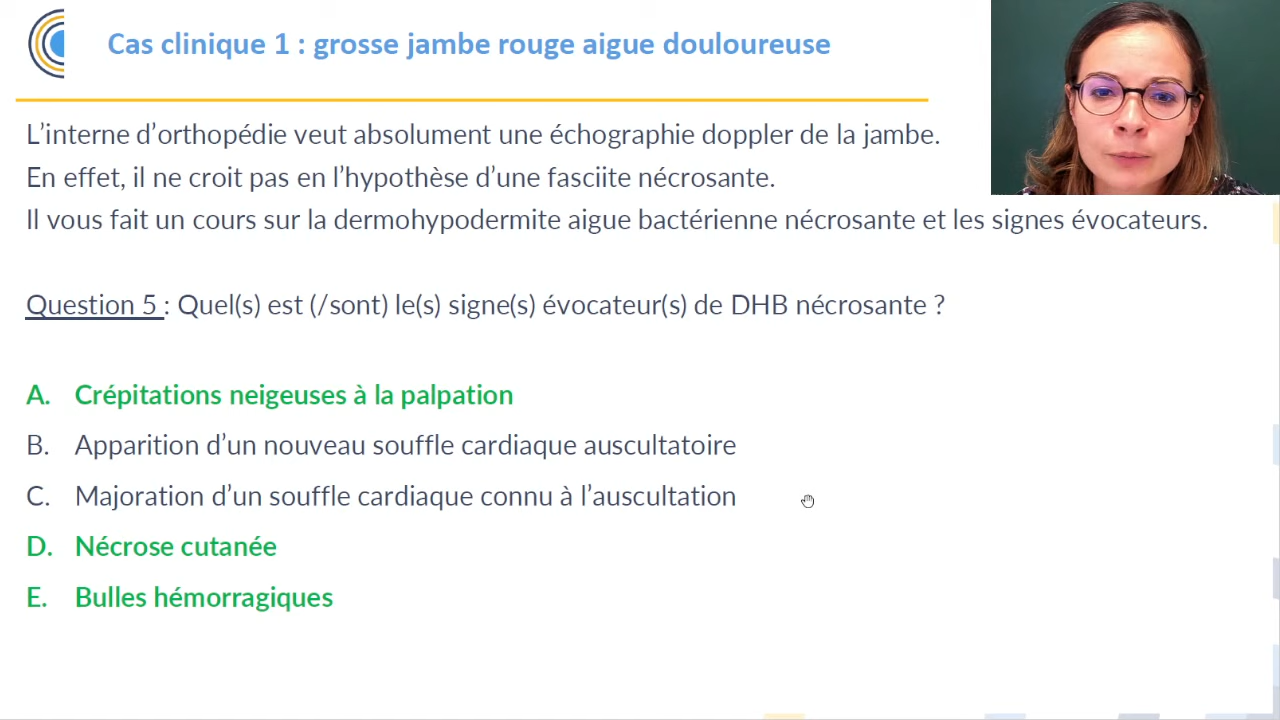 Cas clinique 1 : grosse jambe rouge aigue douloureuse
L’interne d’orthopédie veut absolument une échographie doppler de la jambe.
En effet, il ne croit pas en l’hypothèse d’une fasciite nécrosante.
Il vous fait un cours sur la dermohypodermite aigue bactérienne nécrosante et les signes évocateurs.
Question 5 : Quel(s) est (/sont) le(s) signe(s) évocateur(s) de DHB nécrosante ?
A. Crépitations neigeuses à la palpation
B. Apparition d’un nouveau souffle cardiaque auscultatoire
C. Majoration d’un souffle cardiaque connu à l’auscultation
D. Nécrose cutanée
E. Bulles hémorragiques